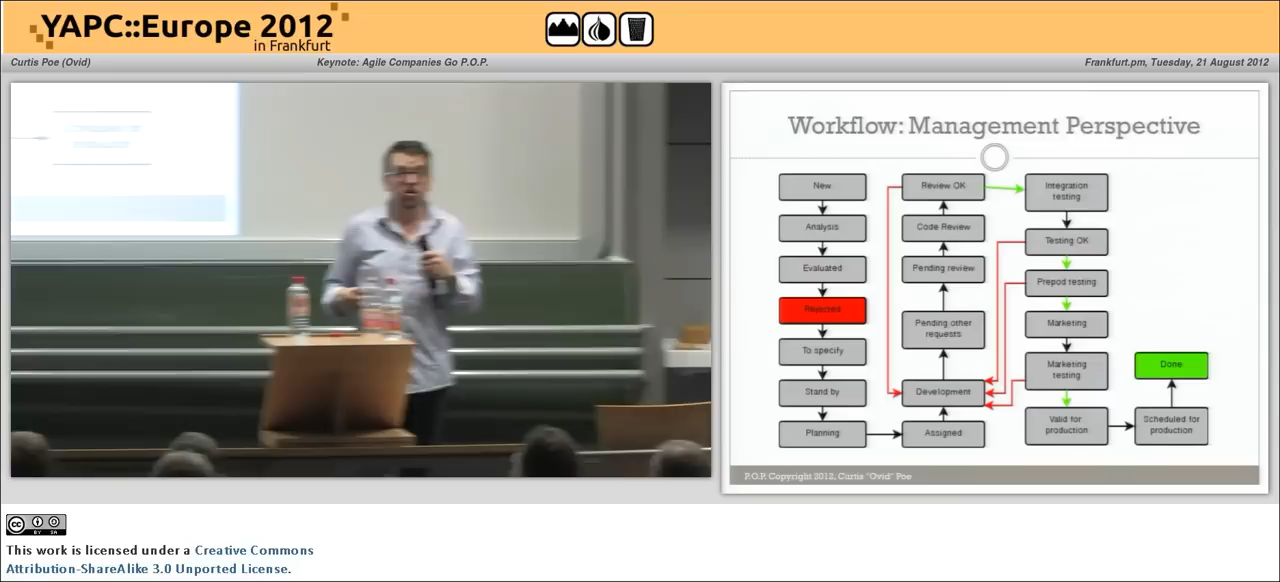 YAPC::Europe 2012
in Frankfurt
Curtis Poe (Ovid)
Keynote: Agile Companies Go P.O.P.
Frankfurt.pm, Tuesday, 21 August 2012
Workflow: Management Perspective
New
Analysis
Evaluated
Rejected
To specify
Stand by
Planning
Review OK
Code Review
Pending review
Pending other
requests
Development
Assigned
Integration
testing
Testing OK
Prepod testing
Marketing
Marketing
testing
Valid for
production
Done
Scheduled for
production
P.O.P. Copyright 2012, Curtis "Ovid" Poe
cc
BY SA
This work is licensed under a Creative Commons
Attribution-ShareAlike 3.0 Unported License.